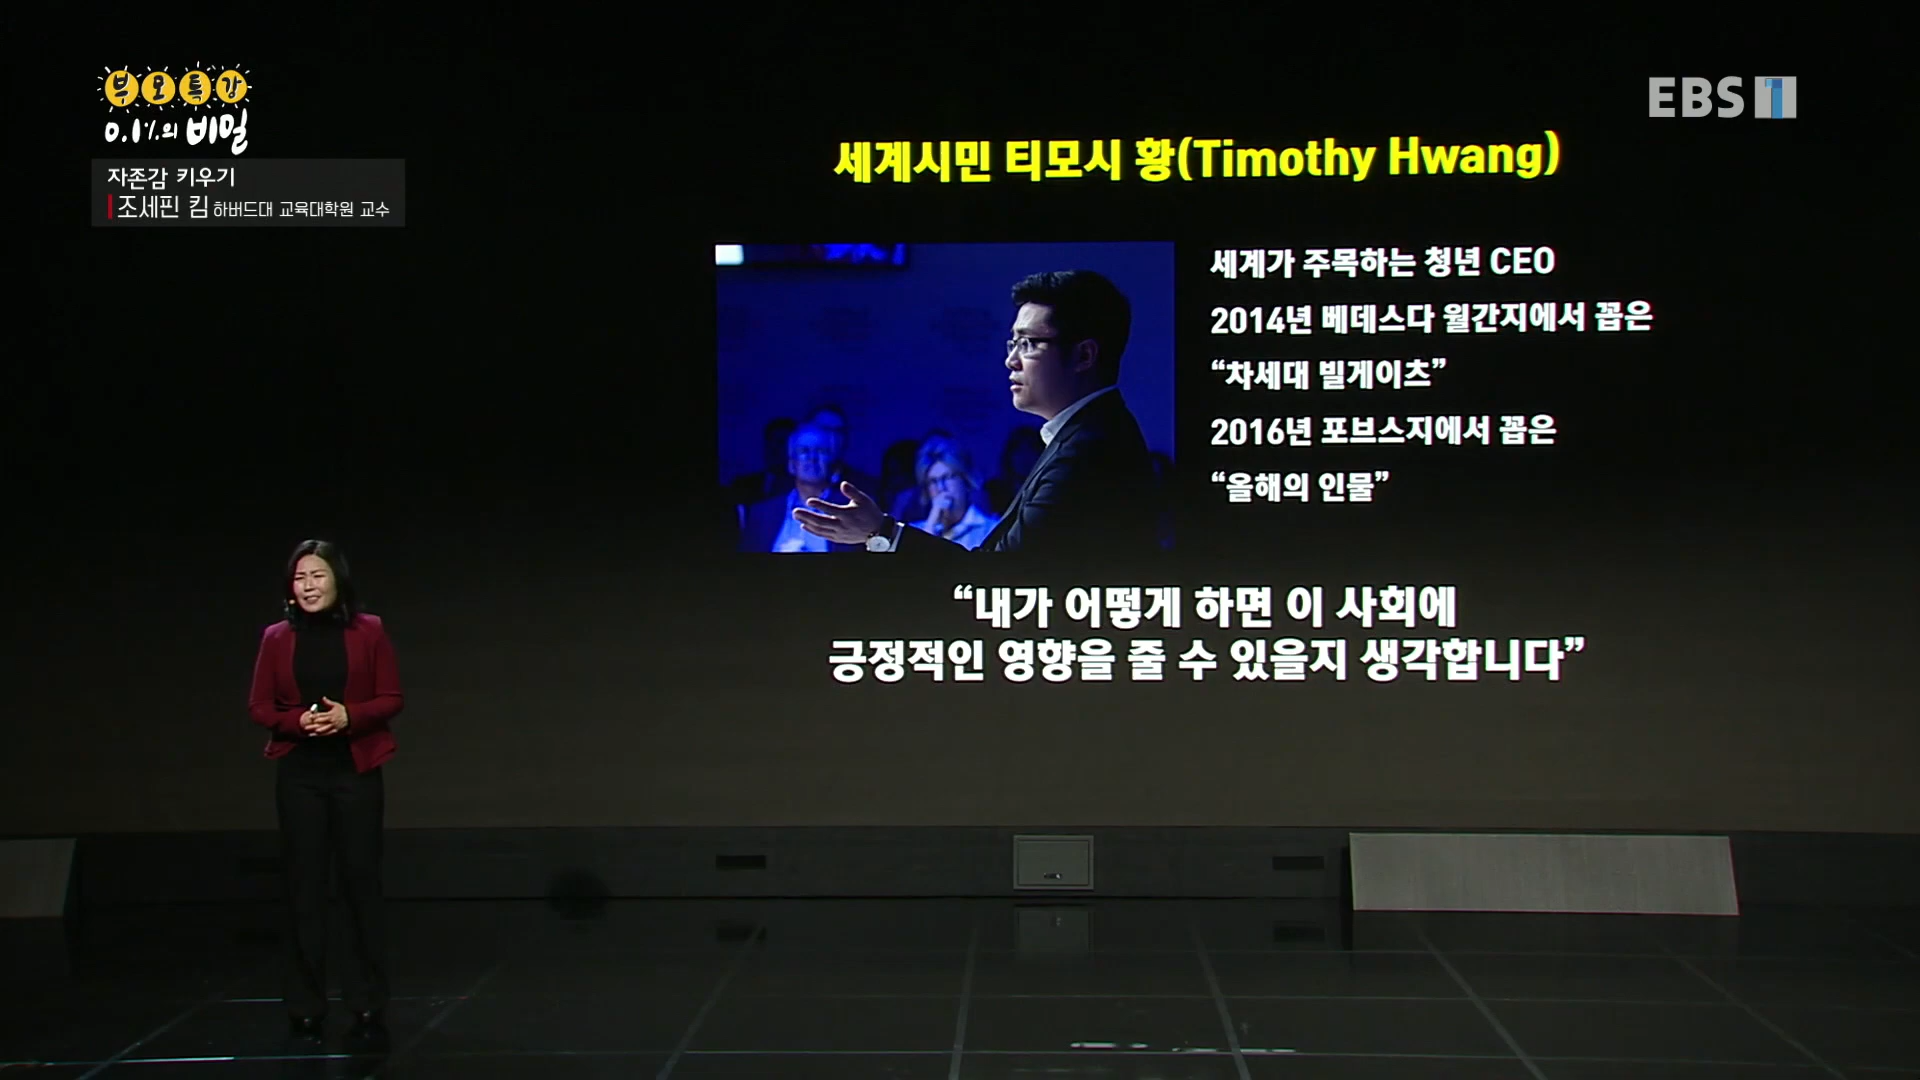 부모특강
0.1%의 비밀
자존감 키우기
조세핀 킴 하버드대 교육대학원 교수
EBS 1
세계시민 티모시 황(Timothy Hwang)
세계가 주목하는 청년 CEO
2014년 베데스다 월간지에서 꼽은
“차세대 빌게이츠”
2016년 포브스지에서 꼽은
“올해의 인물”
“내가 어떻게 하면 이 사회에
긍정적인 영향을 줄 수 있을지 생각합니다”